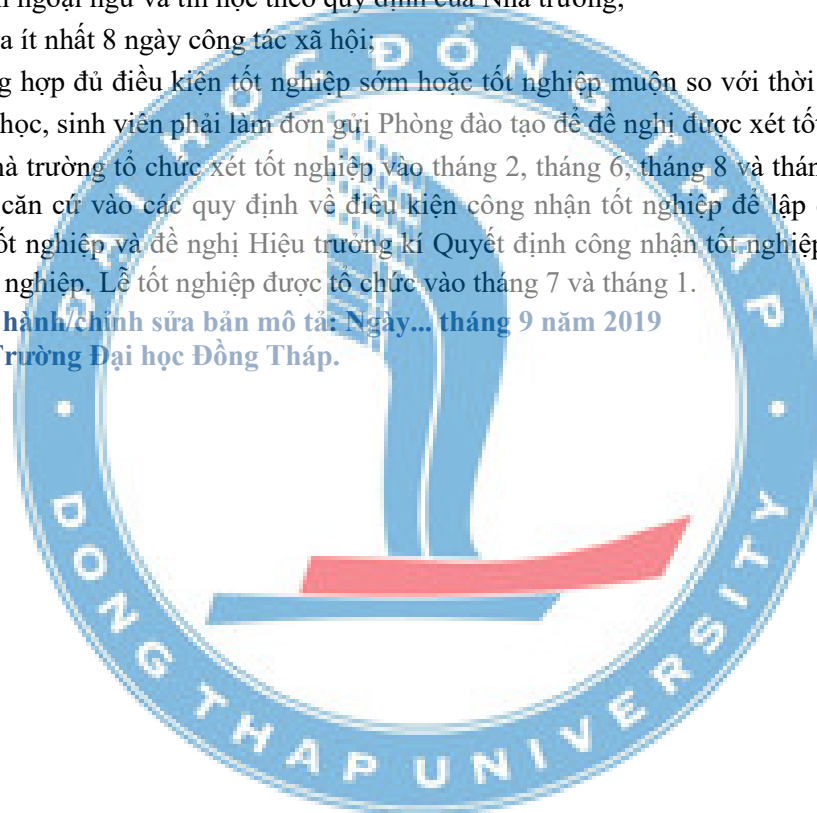 ngoại ngữ và tin học theo quy định của Nhà trường;
a ít nhất 8 ngày công tác xã hội;
g hợp đủ điều kiện tốt nghiệp sớm hoặc tốt nghiệp muộn so với thời
học, sinh viên phải làm đơn gửi Phòng đào tạo để đề nghị được xét tốt
hà trường tổ chức xét tốt nghiệp vào tháng 2, tháng 6, tháng 8 và thán
căn cứ vào các quy định về điều kiện công nhận tốt nghiệp để lập
ốt nghiệp và đề nghị Hiệu trưởng kí Quyết định công nhận tốt nghiệp
nghiệp. Lễ tốt nghiệp được tổ chức vào tháng 7 và tháng 1.
hành/chỉnh sửa bản mô tả: Ngày... tháng 9 năm 2019
Trường Đại học Đồng Tháp.
ĐẠI HỌC ĐỒNG THÁP
DONG THAP UNIVERSITY